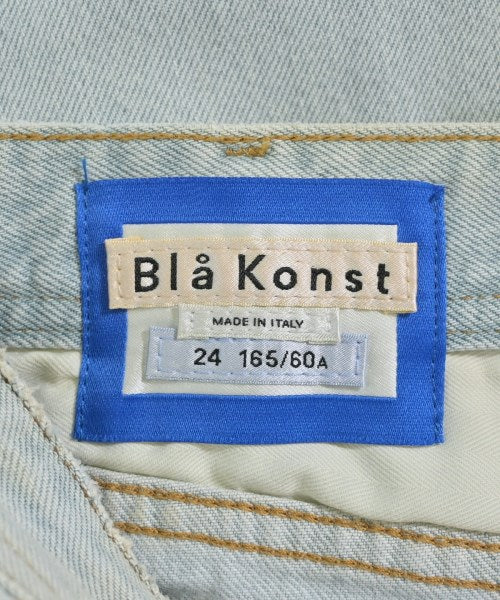 Blå Konst
MADE IN ITALY
24 165/60A